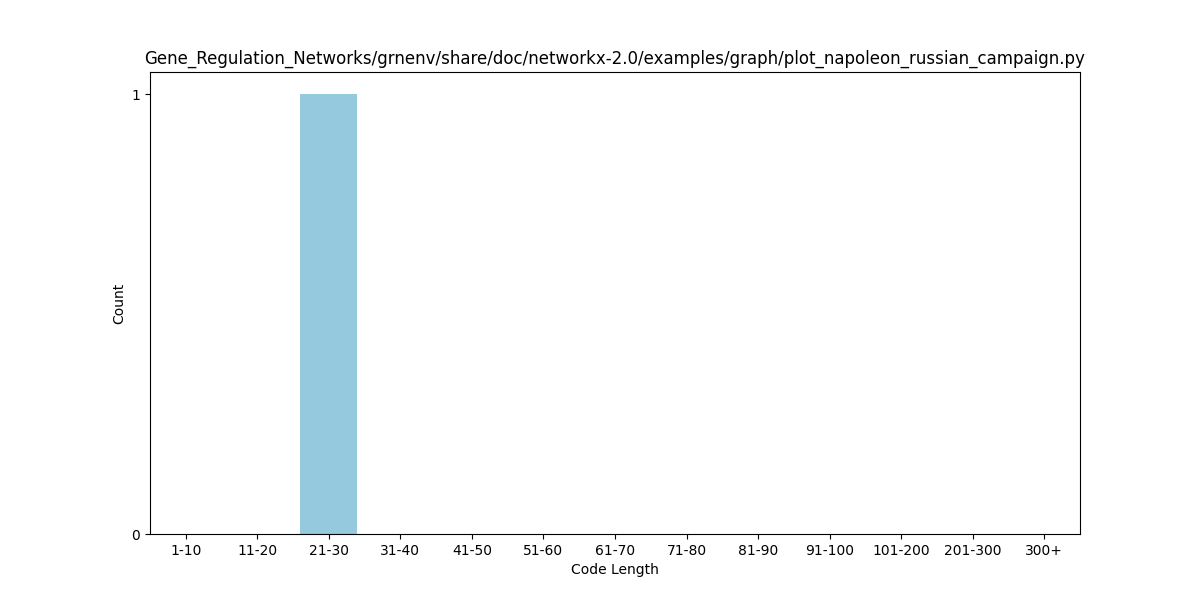 Gene_Regulation_Networks/grnenv/share/doc/networkx-2.0/examples/graph/plot_napoleon_russian_campaign.py
1
Count
0
1-10 11-20 21-30 31-40 41-50 51-60 61-70 71-80 81-90 91-100 101-200 201-300 300+
Code Length